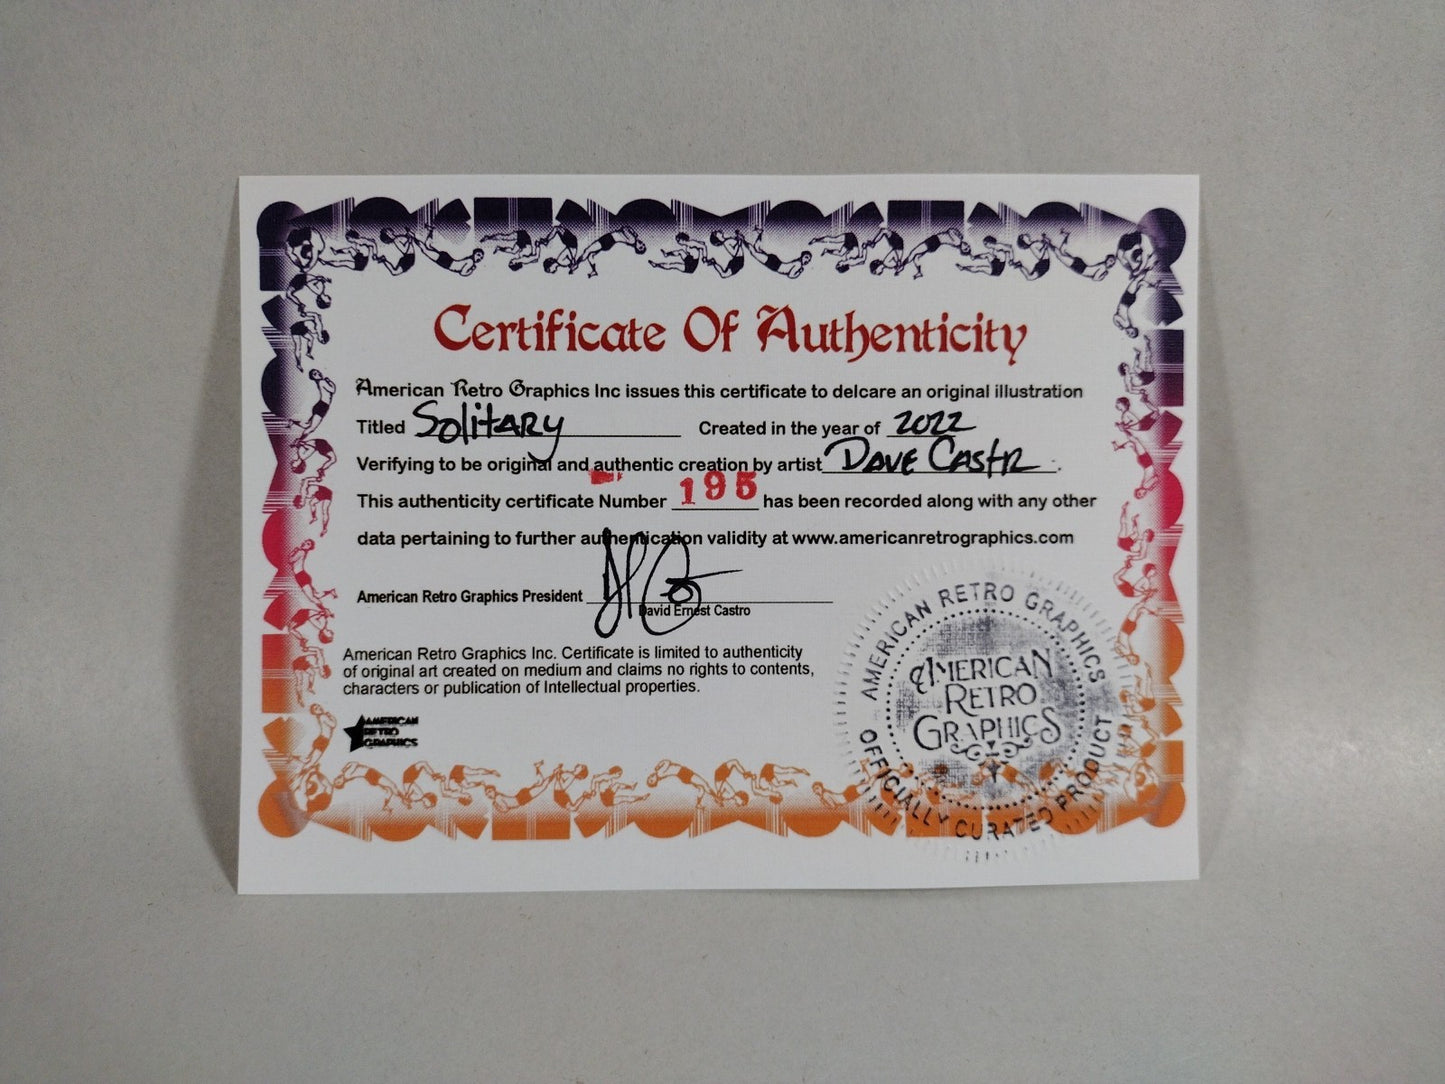 Certificate Of Authenticity
American Retro Graphics Inc issues this certificate to delcare an original illustration
Titled Solitary Created in the year of 2022
Verifying to be original and authentic creation by artist Dave Castr.
This authenticity certificate Number 195 has been recorded along with any other
data pertaining to further authentication validity at www.americanretrographics.com
American Retro Graphics President
David Ernest Castro
American Retro Graphics Inc. Certificate is limited to authenticity
of original art created on medium and claims no rights to contents,
characters or publication of Intellectual properties.
AMERICAN
RETRO
GRAPHICS
AMERICAN RETRO GRAPHICS
AMERICAN
RETRO
GRAPHICS
OFFICIALLY CURATED PRODUCT